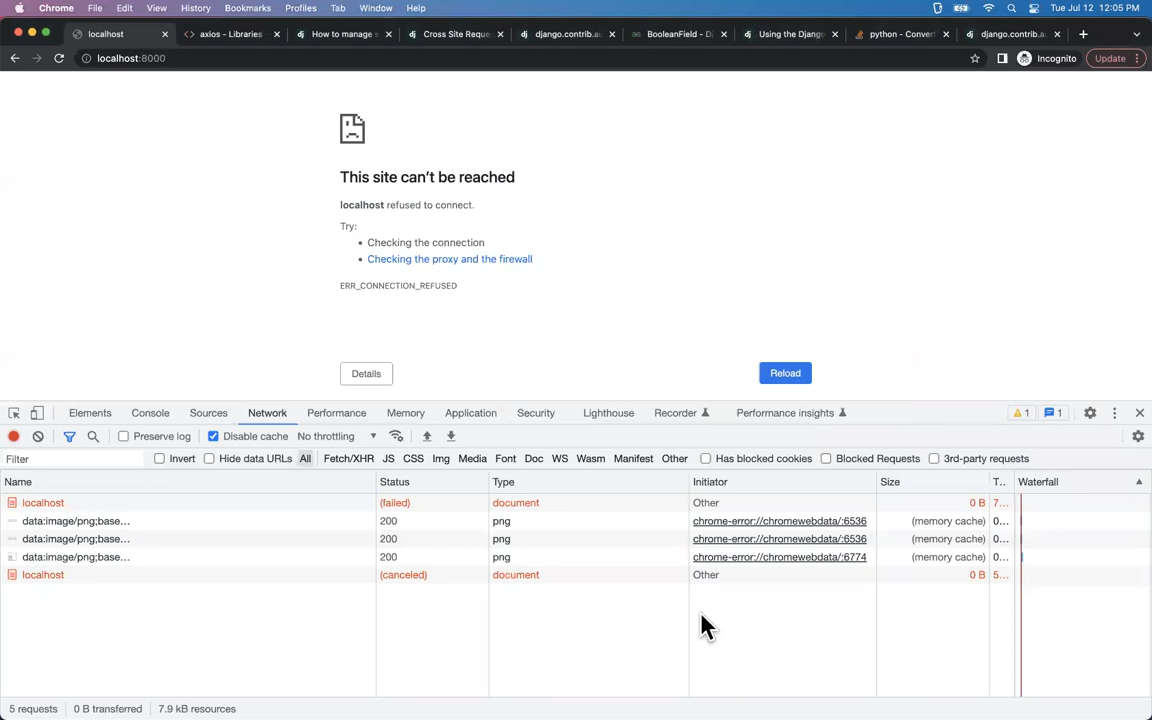 Chrome File Edit View History Bookmarks Profiles Tab Window Help Tue Jul 12 12:05 PM
localhost axios - Libraries How to manage s Cross Site Reque django.contrib.a BooleanField - D Using the Django python - Convert django.contrib.a
localhost:8000 Incognito Update
This site can't be reached
localhost refused to connect.
Try:
• Checking the connection
• Checking the proxy and the firewall
ERR_CONNECTION_REFUSED
Details Reload
Elements Console Sources Network Performance Memory Application Security Lighthouse Recorder Performance insights 1 1
Preserve log Disable cache No throttling
Filter Invert Hide data URLs All Fetch/XHR JS CSS Img Media Font Doc WS Wasm Manifest Other Has blocked cookies Blocked Requests 3rd-party requests
Name Status Type Initiator Size T.. Waterfall
localhost (failed) document Other 0 B 7...
data:image/png;base... 200 png chrome-error://chromewebdata/:6536 (memory cache) 0...
data:image/png;base... 200 png chrome-error://chromewebdata/:6536 (memory cache) 0...
data:image/png;base... 200 png chrome-error://chromewebdata/:6774 (memory cache) 0...
localhost (canceled) document Other 0 B 5...
5 requests 0 B transferred 7.9 kB resources